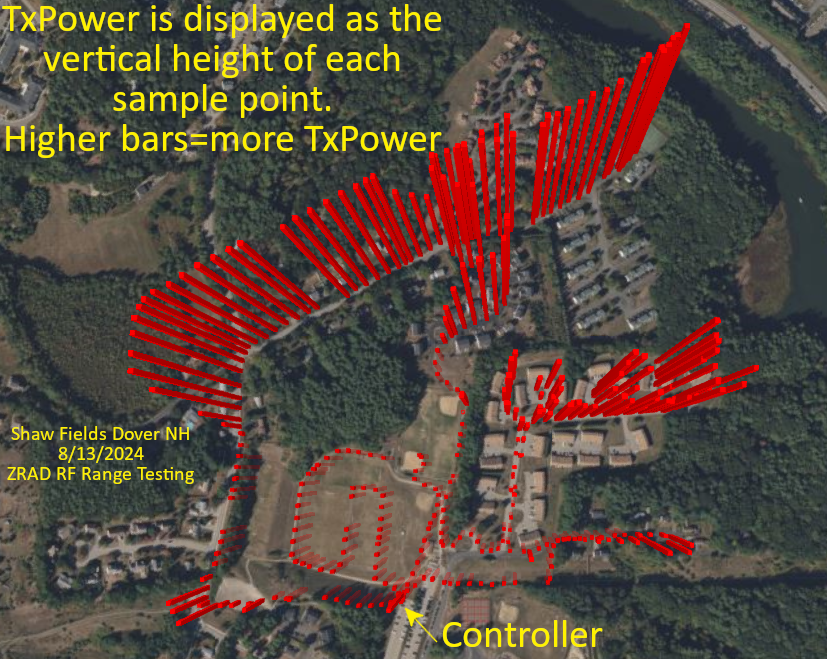 TxPower is displayed as the
vertical height of each
sample point.
Higher bars=more TxPower
Shaw Fields Dover NH
8/13/2024
ZRAD RF Range Testing
Controller